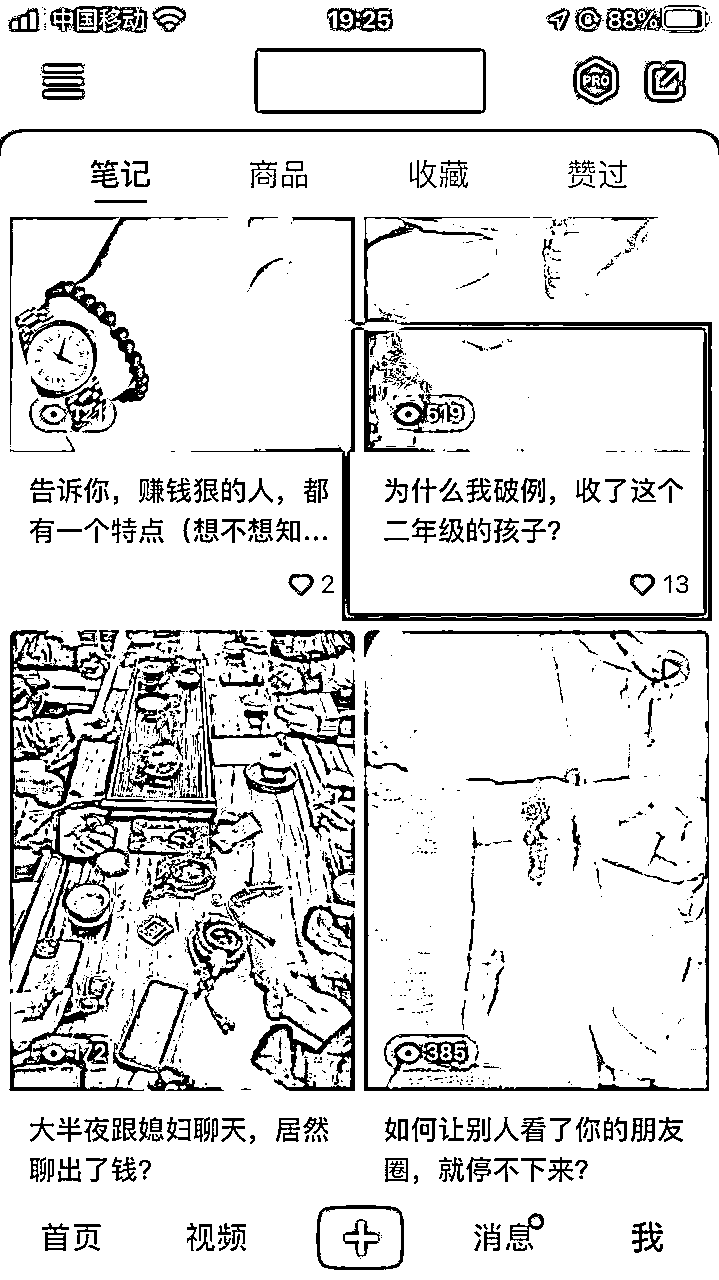 中国移动
19:25
88%
PRO
笔记 商品 收藏 赞过
121
519
告诉你，赚钱狠的人，都
有一个特点（想不想知...
2
为什么我破例，收了这个
二年级的孩子？
13
172
385
大半夜跟媳妇聊天，居然
聊出了钱？
如何让别人看了你的朋友
圈，就停不下来？
首页 视频 消息 我